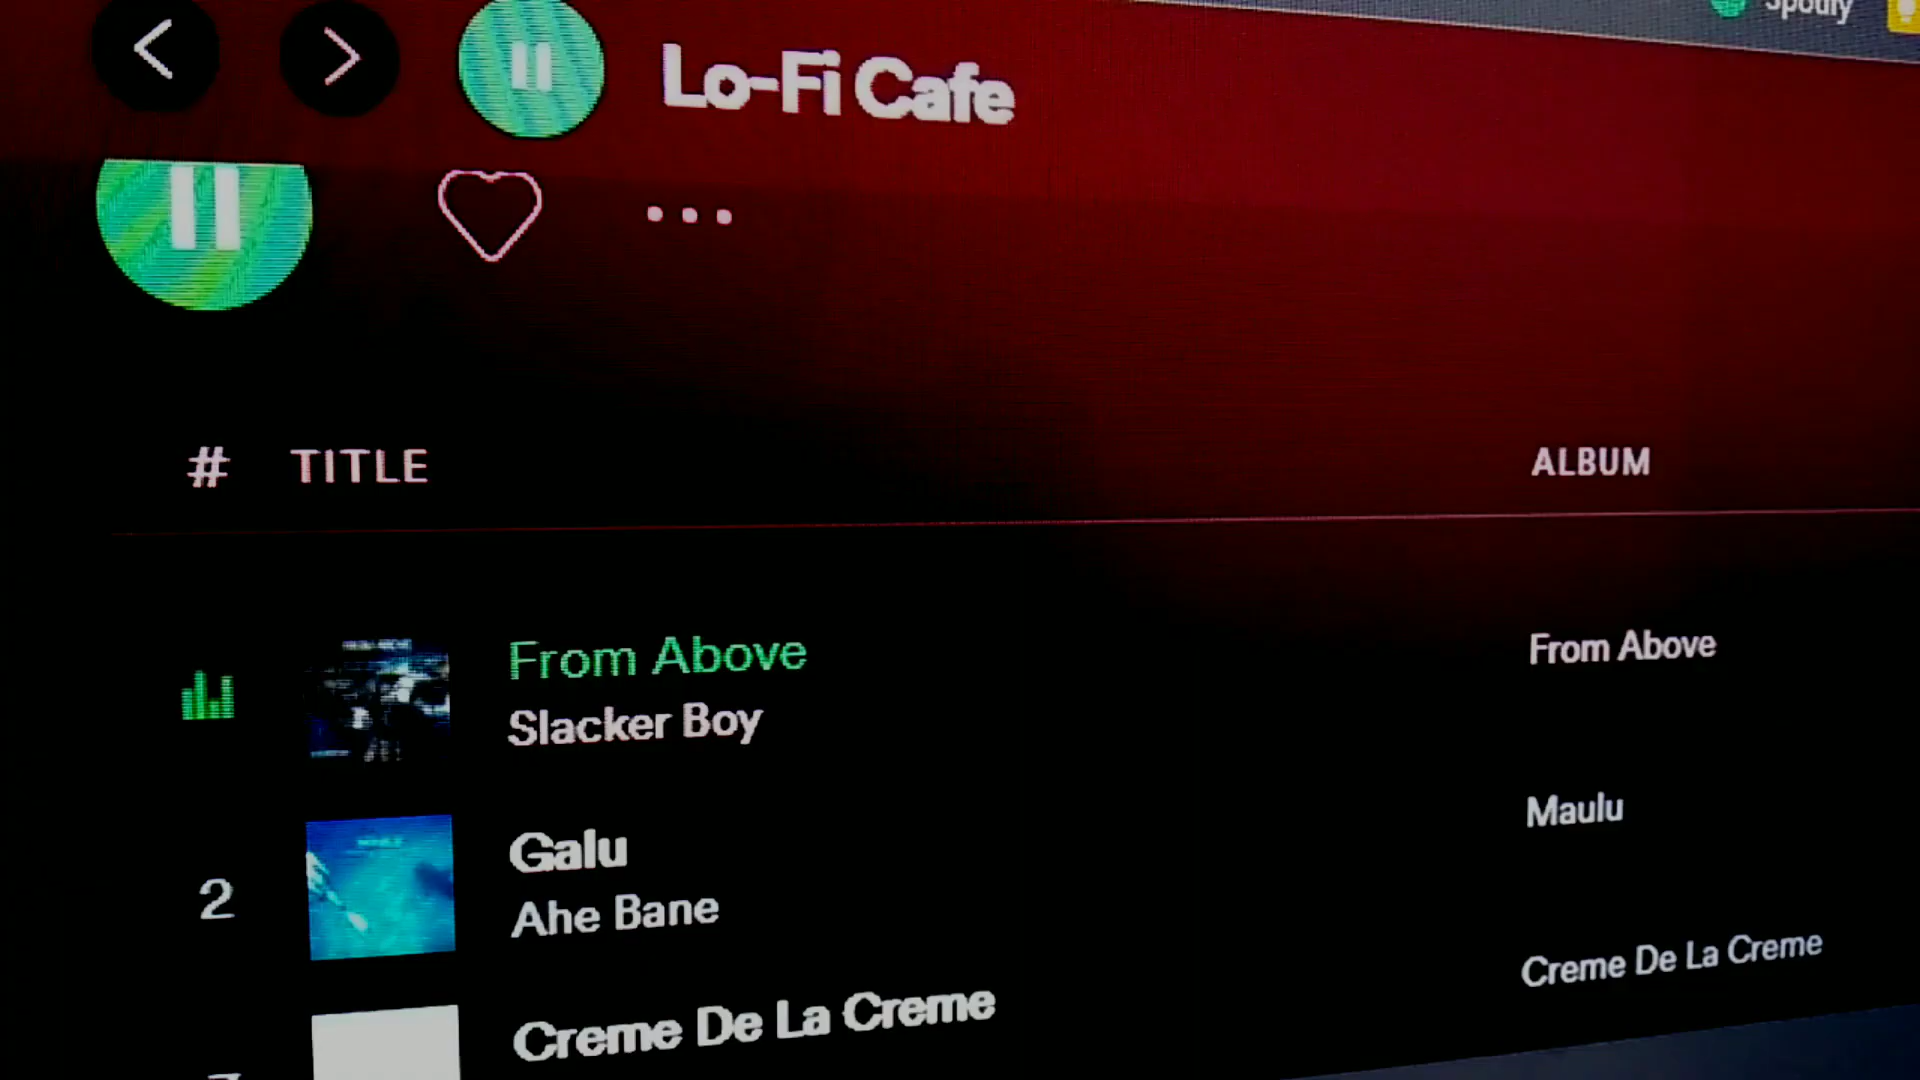 Spotify
Lo-Fi Cafe
# TITLE ALBUM
From Above From Above
Slacker Boy
Galu Maulu
2
Ahe Bane
Creme De La Creme Creme De La Creme